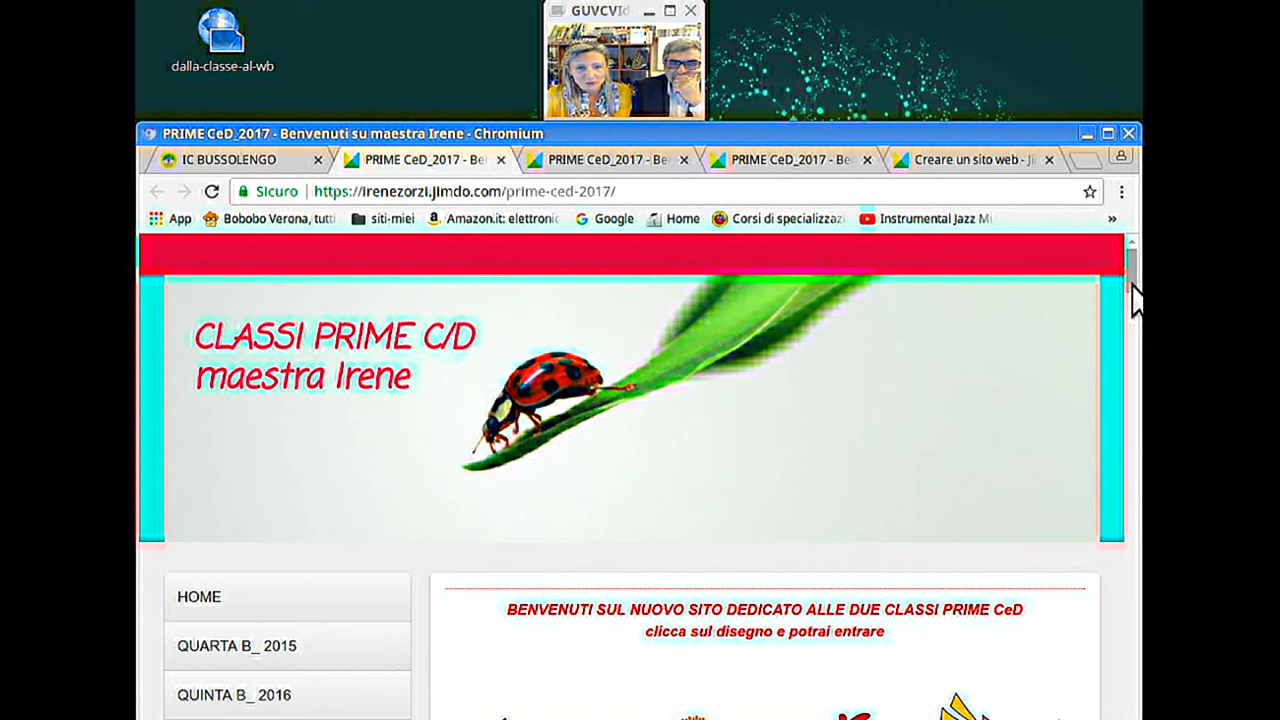 GUVCVId
dalla-classe-al-wb
PRIME CeD_2017 - Benvenuti su maestra Irene - Chromium
IC BUSSOLENGO
PRIME CeD_2017 - Be
PRIME CeD_2017 - Be
PRIME CeD_2017 - Be
Creare un sito web - Ji
Sicuro
https://irenezorzi.jimdo.com/prime-ced-2017/
App
Bobobo Verona, tutti
siti-miei
Amazon.it: elettronic
Google
Home
Corsi di specializzazi
Instrumental Jazz Mu
CLASSI PRIME C/D
maestra Irene
HOME
QUARTA B_ 2015
QUINTA B_ 2016
BENVENUTI SUL NUOVO SITO DEDICATO ALLE DUE CLASSI PRIME CeD
clicca sul disegno e potrai entrare